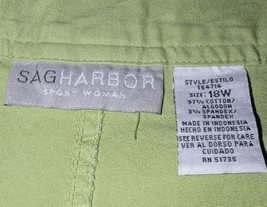 SAG HARBOR
SPORT WOMAN
STYLE/ESTILO
TE4714
SIZE: 18W
97% COTTON/
ALGODON
3% SPANDEX/
SPANDEX
MADE IN INDONESIA
HECHO EN INDONESIA
SEE REVERSE FOR CARE
VER AL DORSO PARA
CUIDADO
RN 51735